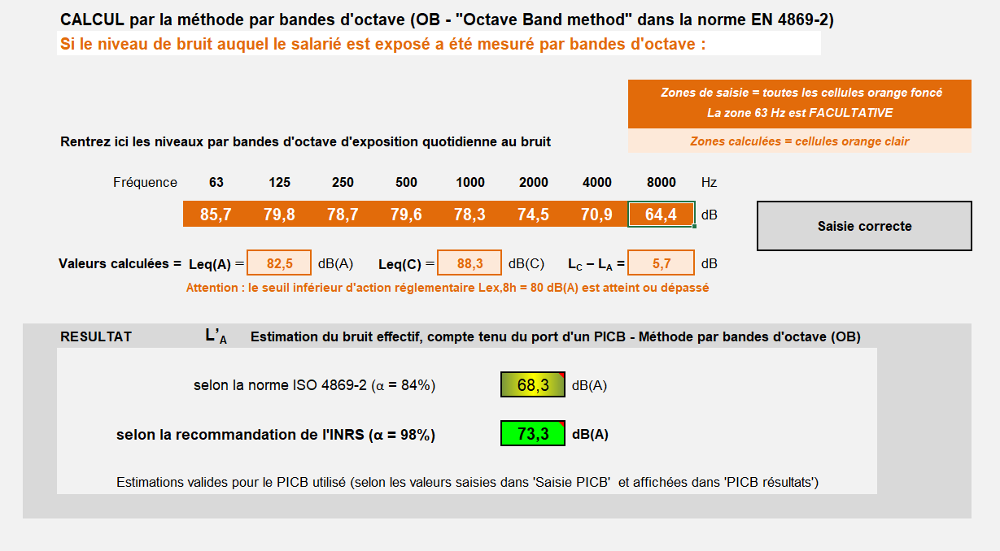 CALCUL par la méthode par bandes d'octave (OB - "Octave Band method" dans la norme EN 4869-2)
Si le niveau de bruit auquel le salarié est exposé a été mesuré par bandes d'octave :
Zones de saisie = toutes les cellules orange foncé
La zone 63 Hz est FACULTATIVE
Rentrez ici les niveaux par bandes d'octave d'exposition quotidienne au bruit
Zones calculées = cellules orange clair
Fréquence 63 125 250 500 1000 2000 4000 8000 Hz
85,7 79,8 78,7 79,6 78,3 74,5 70,9 64,4 dB
Saisie correcte
Valeurs calculées = Leq(A) = 82,5 dB(A) Leq(C) = 88,3 dB(C) LC – LA = 5,7 dB
Attention : le seuil inférieur d'action réglementaire Lex,8h = 80 dB(A) est atteint ou dépassé
RESULTAT L'A Estimation du bruit effectif, compte tenu du port d'un PICB - Méthode par bandes d'octave (OB)
selon la norme ISO 4869-2 (α = 84%) 68,3 dB(A)
selon la recommandation de l'INRS (α = 98%) 73,3 dB(A)
Estimations valides pour le PICB utilisé (selon les valeurs saisies dans 'Saisie PICB' et affichées dans 'PICB résultats')